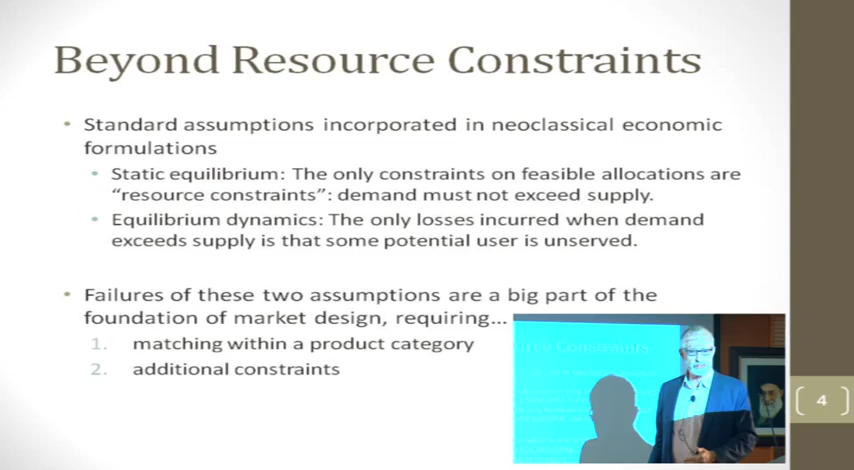 Beyond Resource Constraints
• Standard assumptions incorporated in neoclassical economic
formulations
• Static equilibrium: The only constraints on feasible allocations are
“resource constraints”: demand must not exceed supply.
• Equilibrium dynamics: The only losses incurred when demand
exceeds supply is that some potential user is unserved.
• Failures of these two assumptions are a big part of the
foundation of market design, requiring…
1. matching within a product category
2. additional constraints
4